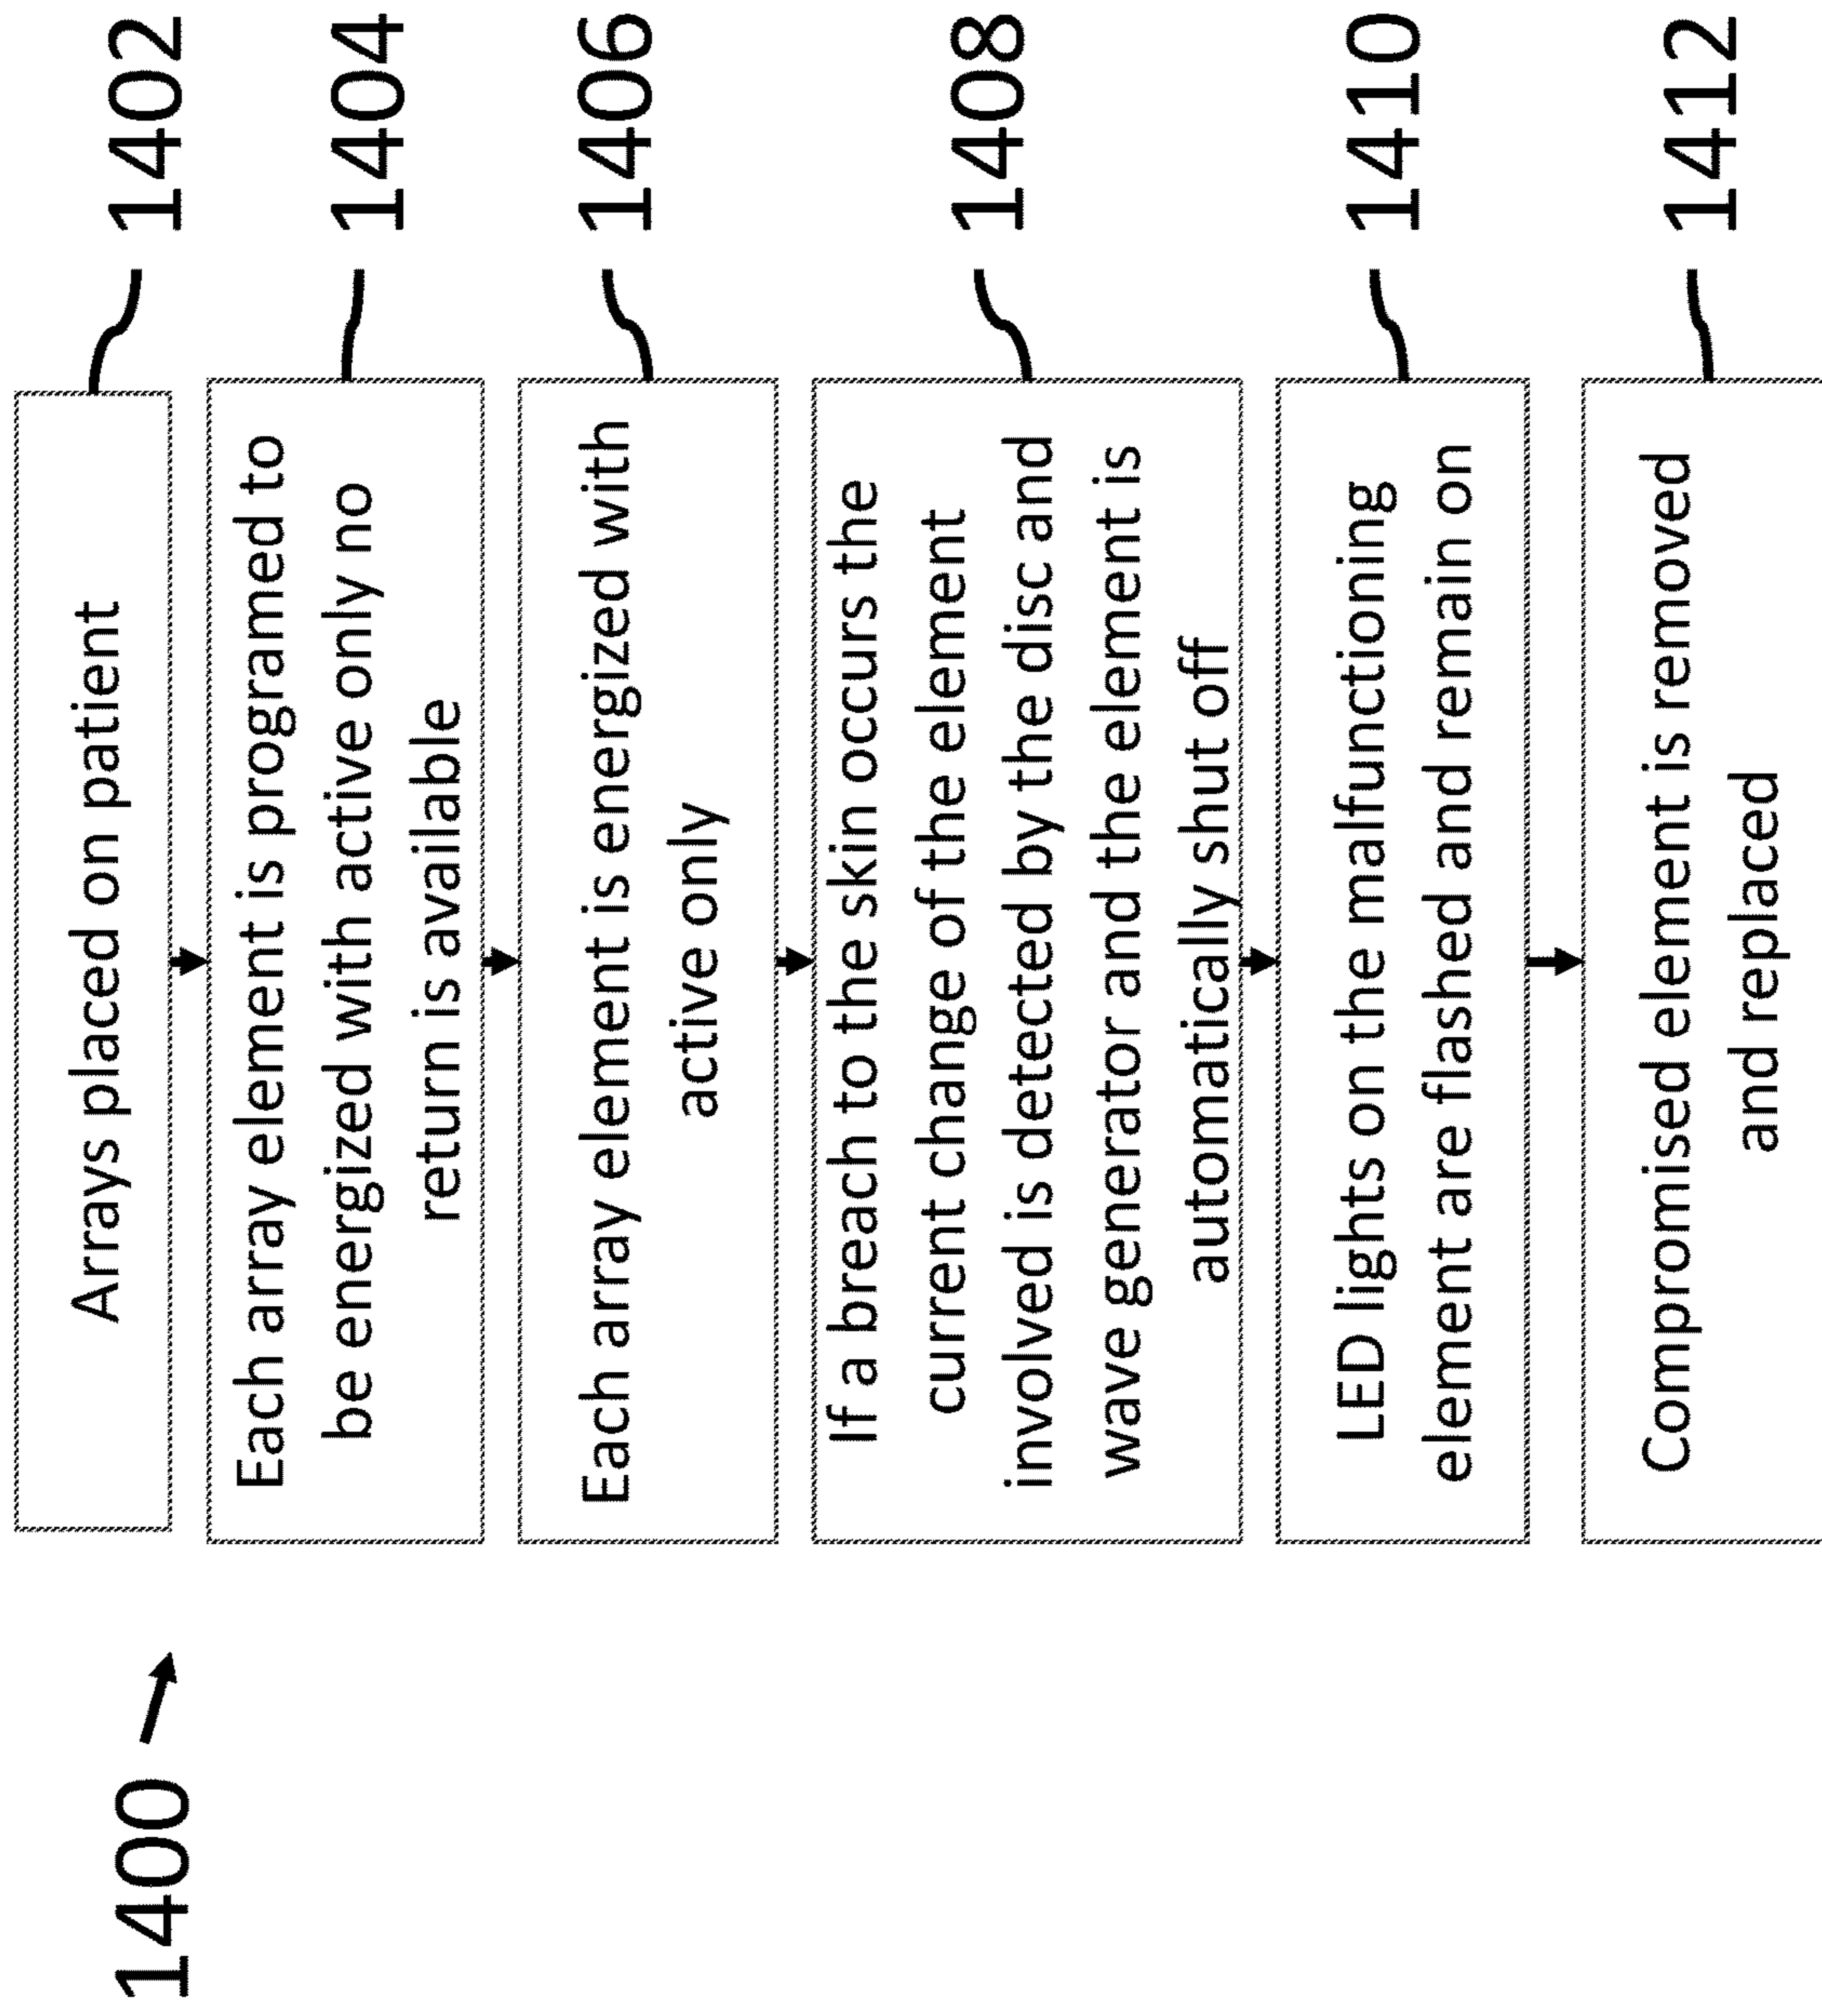 1400
Arrays placed on patient
1402
Each array element is programed to
be energized with active only no
return is available
1404
Each array element is energized with
active only
1406
If a breach to the skin occurs the
current change of the element
involved is detected by the disc and
wave generator and the element is
automatically shut off
1408
LED lights on the malfunctioning
element are flashed and remain on
1410
Compromised element is removed
and replaced
1412